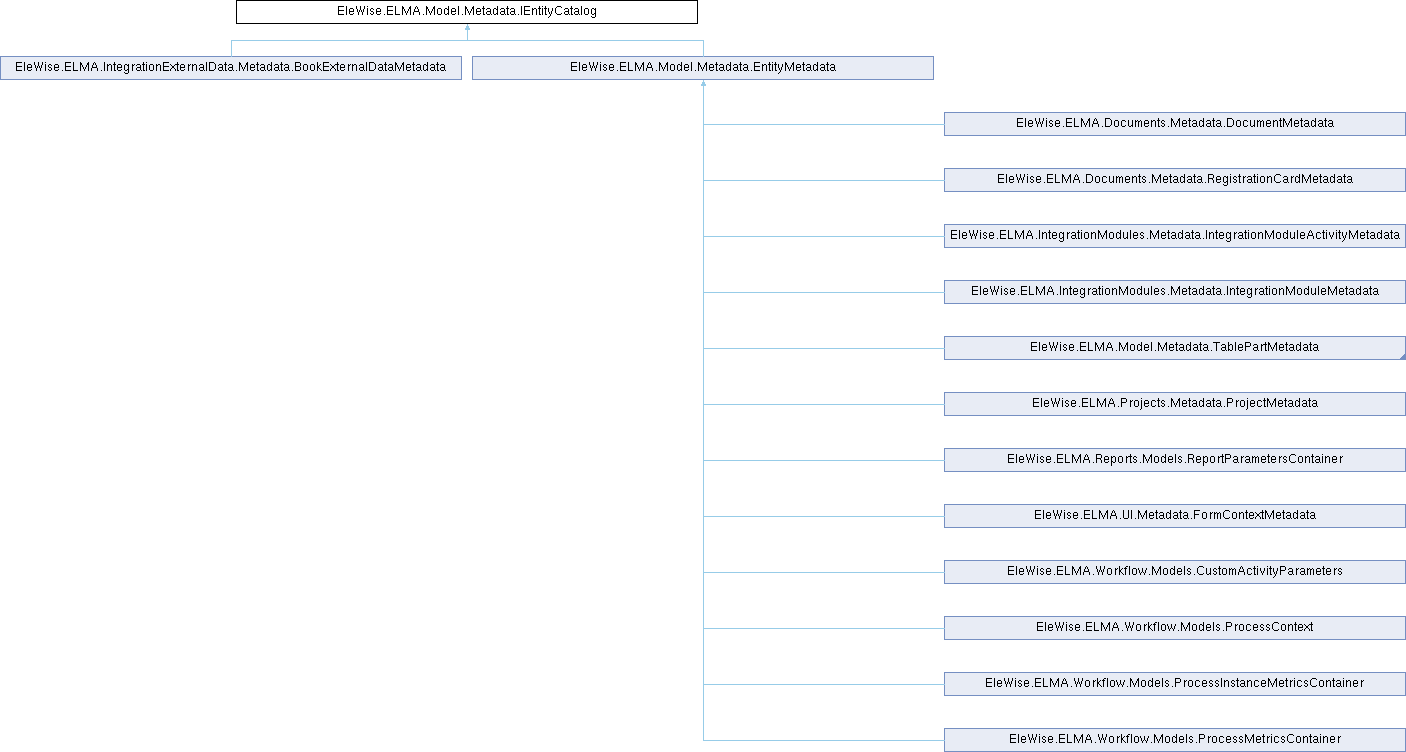 EleWise.ELMA.Model.Metadata.IEntityCatalog
EleWise.ELMA.IntegrationExternalData.Metadata.BookExternalDataMetadata
EleWise.ELMA.Model.Metadata.EntityMetadata
EleWise.ELMA.Documents.Metadata.DocumentMetadata
EleWise.ELMA.Documents.Metadata.RegistrationCardMetadata
EleWise.ELMA.IntegrationModules.Metadata.IntegrationModuleActivityMetadata
EleWise.ELMA.IntegrationModules.Metadata.IntegrationModuleMetadata
EleWise.ELMA.Model.Metadata.TablePartMetadata
EleWise.ELMA.Projects.Metadata.ProjectMetadata
EleWise.ELMA.Reports.Models.ReportParametersContainer
EleWise.ELMA.UI.Metadata.FormContextMetadata
EleWise.ELMA.Workflow.Models.CustomActivityParameters
EleWise.ELMA.Workflow.Models.ProcessContext
EleWise.ELMA.Workflow.Models.ProcessInstanceMetricsContainer
EleWise.ELMA.Workflow.Models.ProcessMetricsContainer